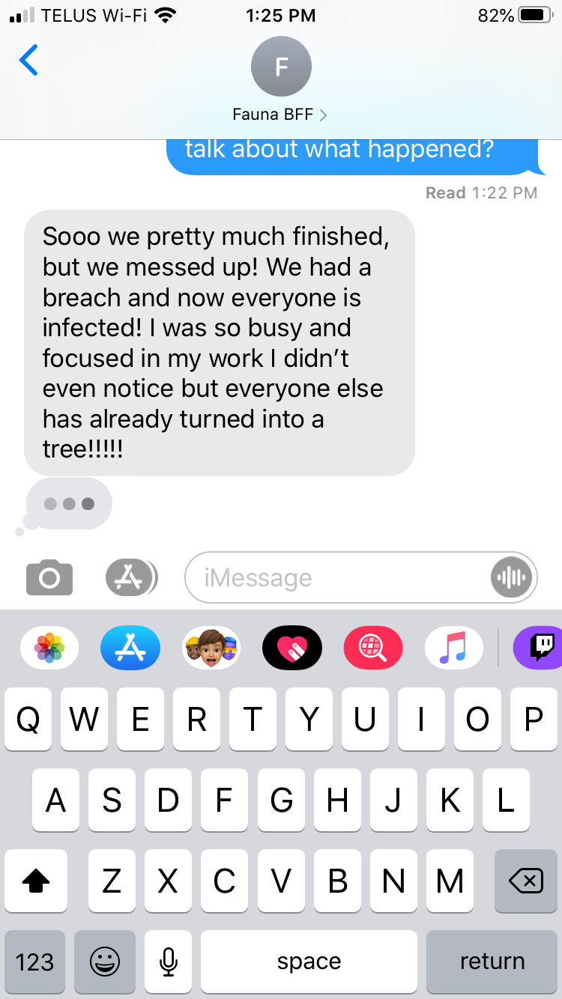 TELUS Wi-Fi 1:25 PM 82%
F
Fauna BFF
talk about what happened?
Read 1:22 PM
Sooo we pretty much finished,
but we messed up! We had a
breach and now everyone is
infected! I was so busy and
focused in my work I didn't
even notice but everyone else
has already turned into a
tree!!!!!
iMessage
Q W E R T Y U I O P
A S D F G H J K L
Z X C V B N M
123 space return